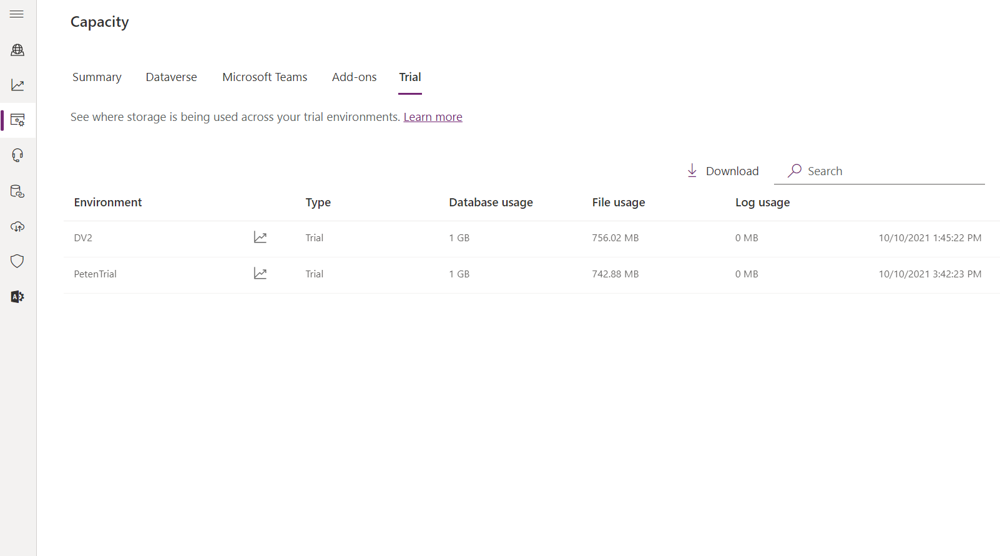 Capacity
Summary Dataverse Microsoft Teams Add-ons Trial
See where storage is being used across your trial environments. Learn more
Download Search
Environment Type Database usage File usage Log usage
DV2 Trial 1 GB 756.02 MB 0 MB 10/10/2021 1:45:22 PM
PetenTrial Trial 1 GB 742.88 MB 0 MB 10/10/2021 3:42:23 PM
A